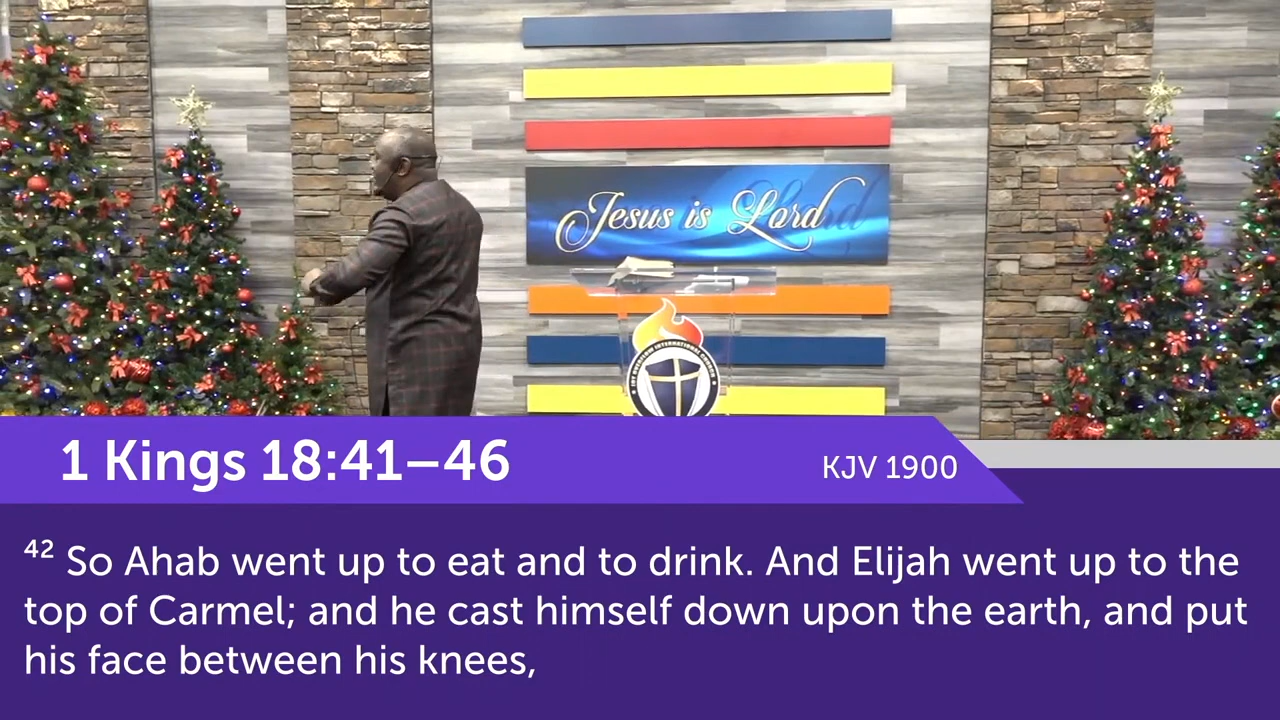 Jesus is Lord
1 Kings 18:41–46
KJV 1900
⁴² So Ahab went up to eat and to drink. And Elijah went up to the
top of Carmel; and he cast himself down upon the earth, and put
his face between his knees,